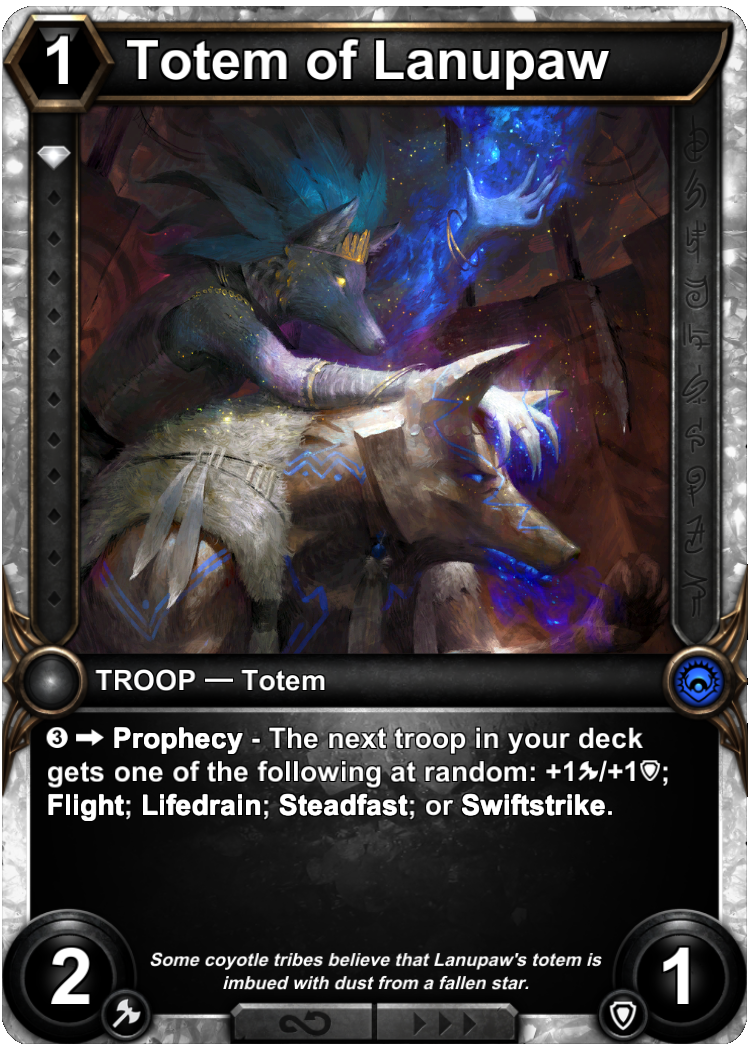 1 Totem of Lanupaw
TROOP — Totem
3 ➡ Prophecy - The next troop in your deck
gets one of the following at random: +1/+1;
Flight; Lifedrain; Steadfast; or Swiftstrike.
Some coyotle tribes believe that Lanupaw's totem is
imbued with dust from a fallen star.
2 1